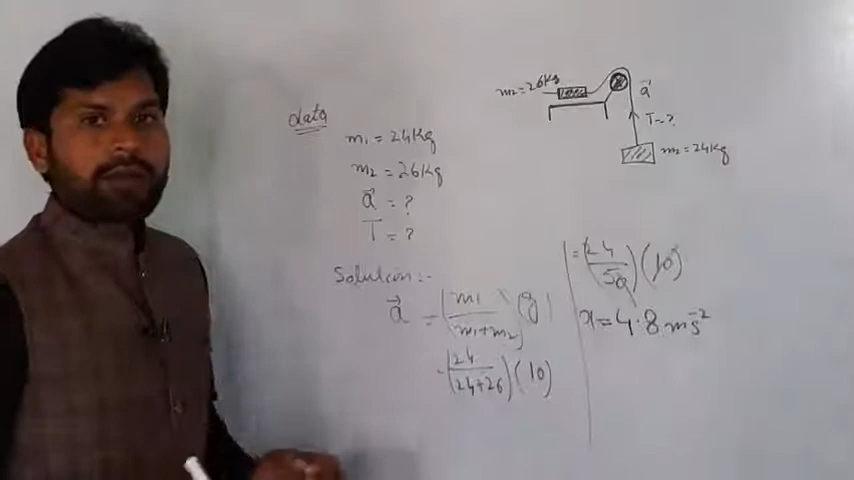 data
m₁ = 24kg
m₂ = 26kg
a⃗ = ?
T = ?
m₂ = 26kg
a⃗
T = ?
m₂ = 24kg
Solution :-
a⃗ = (m₁ / m₁+m₂) (g)
= (24 / 24+26) (10)
= (24 / 50) (10)
= 4.8 ms⁻²